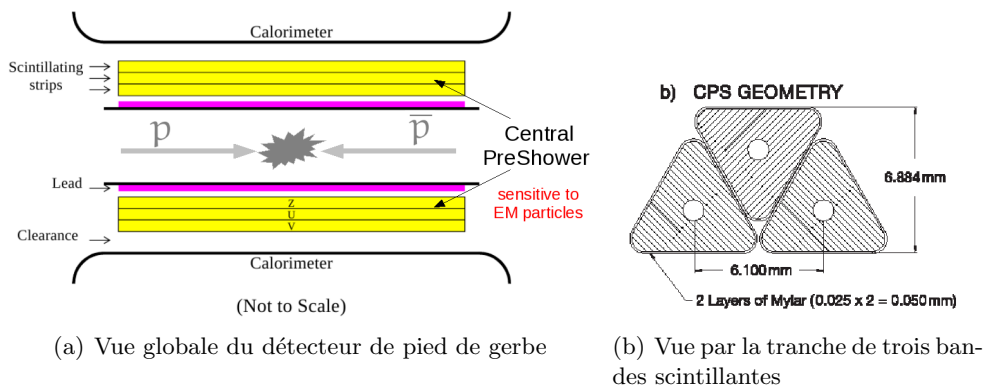 Calorimeter
Scintillating
strips
p
p̅
Central
PreShower
Lead
sensitive to
EM particles
Z
U
V
Clearance
Calorimeter
(Not to Scale)
(a) Vue globale du détecteur de pied de gerbe
b) CPS GEOMETRY
6.884mm
6.100mm
2 Layers of Mylar (0.025 x 2 = 0.050mm)
(b) Vue par la tranche de trois ban-
des scintillantes